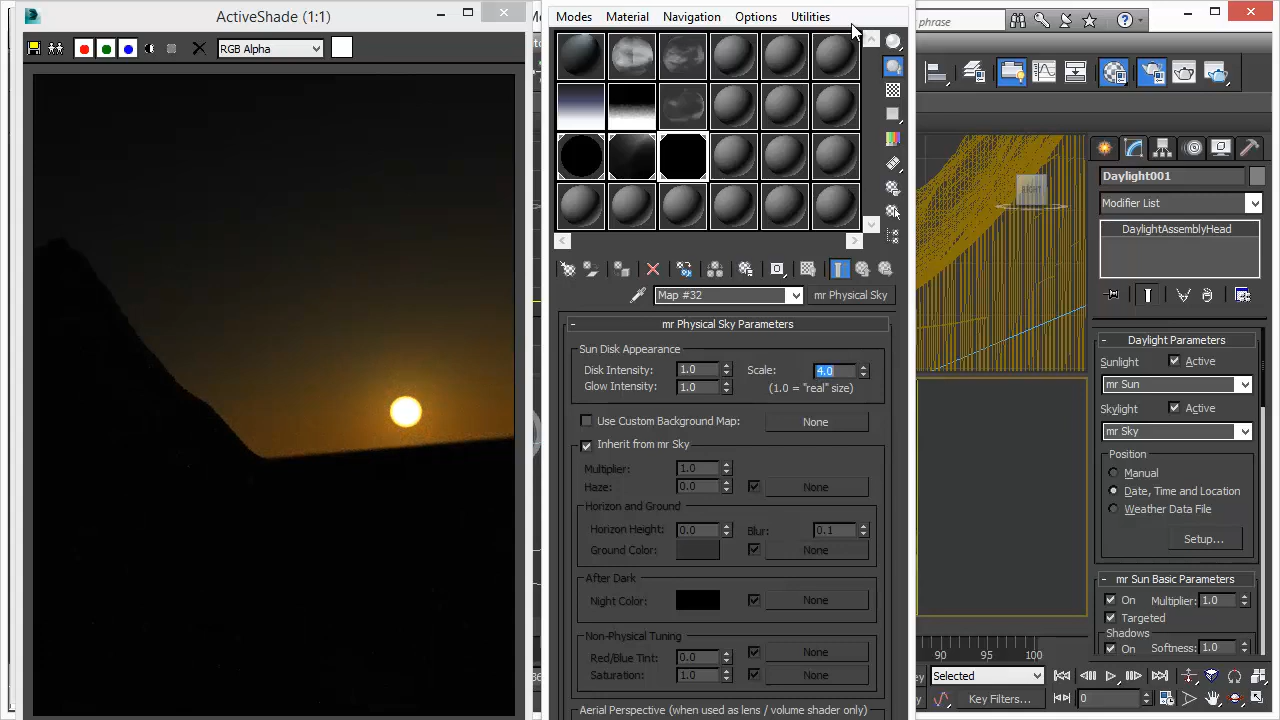 ActiveShade (1:1)
RGB Alpha
Modes Material Navigation Options Utilities
phrase
Map #32 mr Physical Sky
- mr Physical Sky Parameters
Sun Disk Appearance
Disk Intensity: 1.0 Scale: 4.0
Glow Intensity: 1.0 (1.0 = "real" size)
Use Custom Background Map: None
Inherit from mr Sky
Multiplier: 1.0
Haze: 0.0 None
Horizon and Ground
Horizon Height: 0.0 Blur: 0.1
Ground Color: None
After Dark
Night Color: None
Non-Physical Tuning
Red/Blue Tint: 0.0 None
Saturation: 1.0 None
Aerial Perspective (when used as lens / volume shader only)
RIGHT
90 95 100
Selected
Key Filters...
0
Daylight001
Modifier List
DaylightAssemblyHead
- Daylight Parameters
Sunlight Active
mr Sun
Skylight Active
mr Sky
Position
Manual
Date, Time and Location
Weather Data File
Setup...
- mr Sun Basic Parameters
On Multiplier: 1.0
Targeted
Shadows
On Softness: 1.0